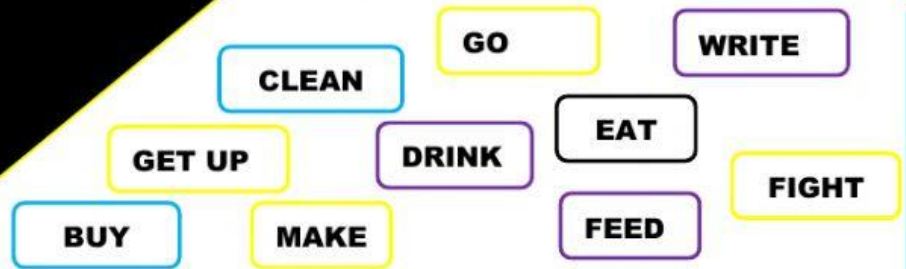 GO
WRITE
CLEAN
EAT
GET UP
DRINK
FIGHT
BUY
MAKE
FEED